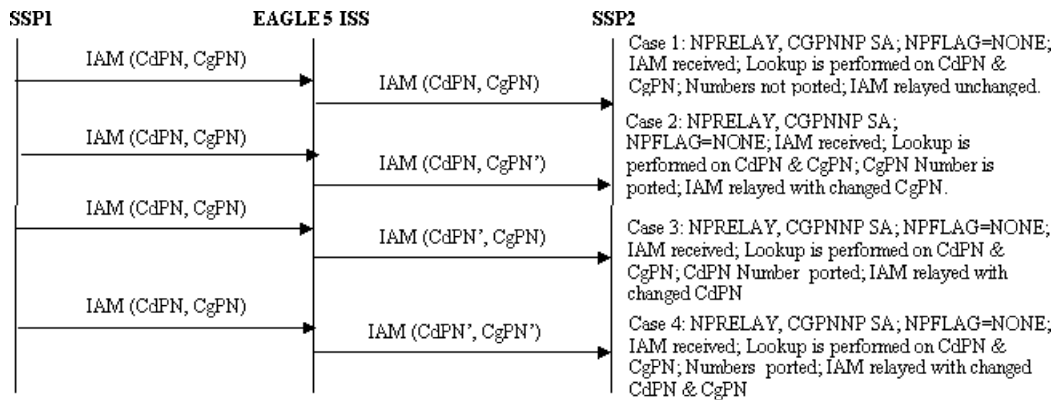 SSP1 EAGLE 5 ISS SSP2
IAM (CdPN, CgPN)
IAM (CdPN, CgPN)
Case 1: NPRELAY, CGPNNP SA; NPFLAG=NONE;
IAM received; Lookup is performed on CdPN &
CgPN; Numbers not ported; IAM relayed unchanged.
IAM (CdPN, CgPN)
IAM (CdPN, CgPN’)
Case 2: NPRELAY, CGPNNP SA;
NPFLAG=NONE; IAM received; Lookup is
performed on CdPN & CgPN; CgPN Number is
ported; IAM relayed with changed CgPN.
IAM (CdPN, CgPN)
IAM (CdPN’, CgPN)
Case 3: NPRELAY, CGPNNP SA; NPFLAG=NONE;
IAM received; Lookup is performed on CdPN &
CgPN; CdPN Number ported; IAM relayed with
changed CdPN
IAM (CdPN, CgPN)
IAM (CdPN’, CgPN’)
Case 4: NPRELAY, CGPNNP SA; NPFLAG=NONE;
IAM received; Lookup is performed on CdPN &
CgPN; Numbers ported; IAM relayed with changed
CdPN & CgPN